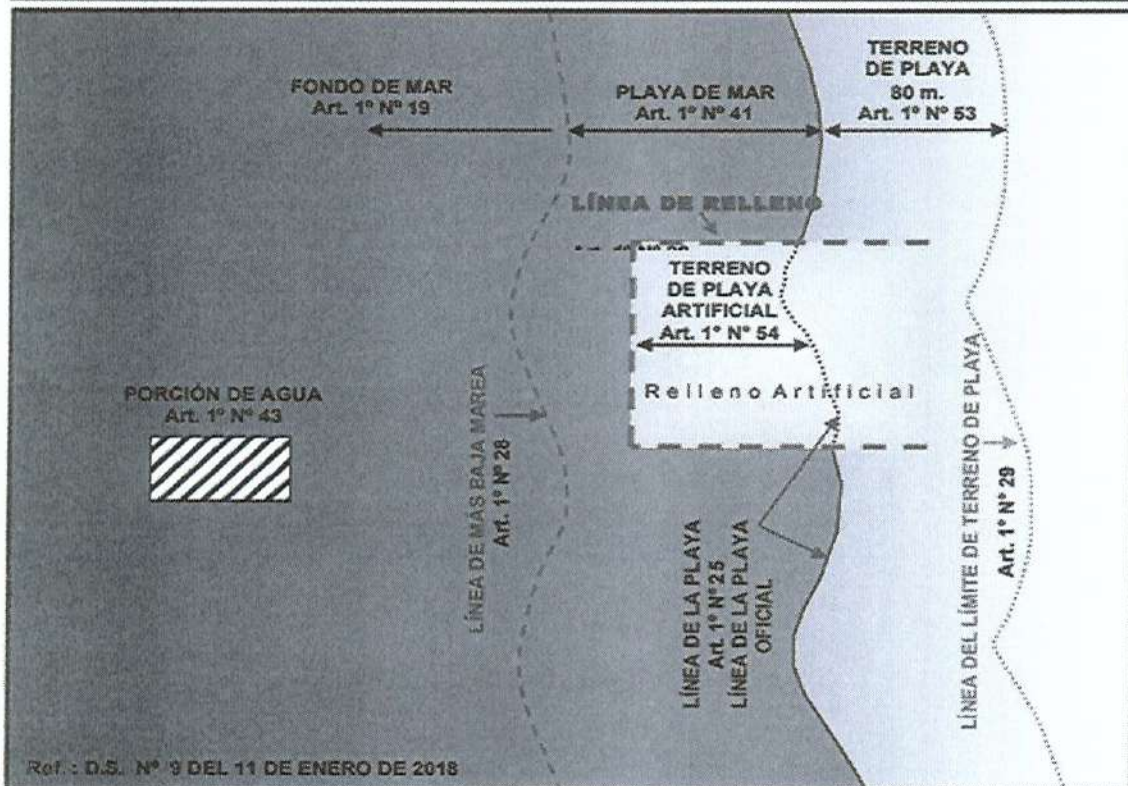 FONDO DE MAR
Art. 1º Nº 19
PLAYA DE MAR
Art. 1º Nº 41
TERRENO
DE PLAYA
80 m.
Art. 1º Nº 53
LÍNEA DE RELLENO
TERRENO
DE PLAYA
ARTIFICIAL
Art. 1º Nº 54
Relleno Artificial
PORCIÓN DE AGUA
Art. 1º Nº 43
LÍNEA DE MAS BAJA MAREA
Art. 1º Nº 28
LÍNEA DE LA PLAYA
Art. 1º Nº 25
LÍNEA DE LA PLAYA
OFICIAL
LÍNEA DEL LÍMITE DE TERRENO DE PLAYA
Art. 1º Nº 29
Ref.: D.S. Nº 9 DEL 11 DE ENERO DE 2018